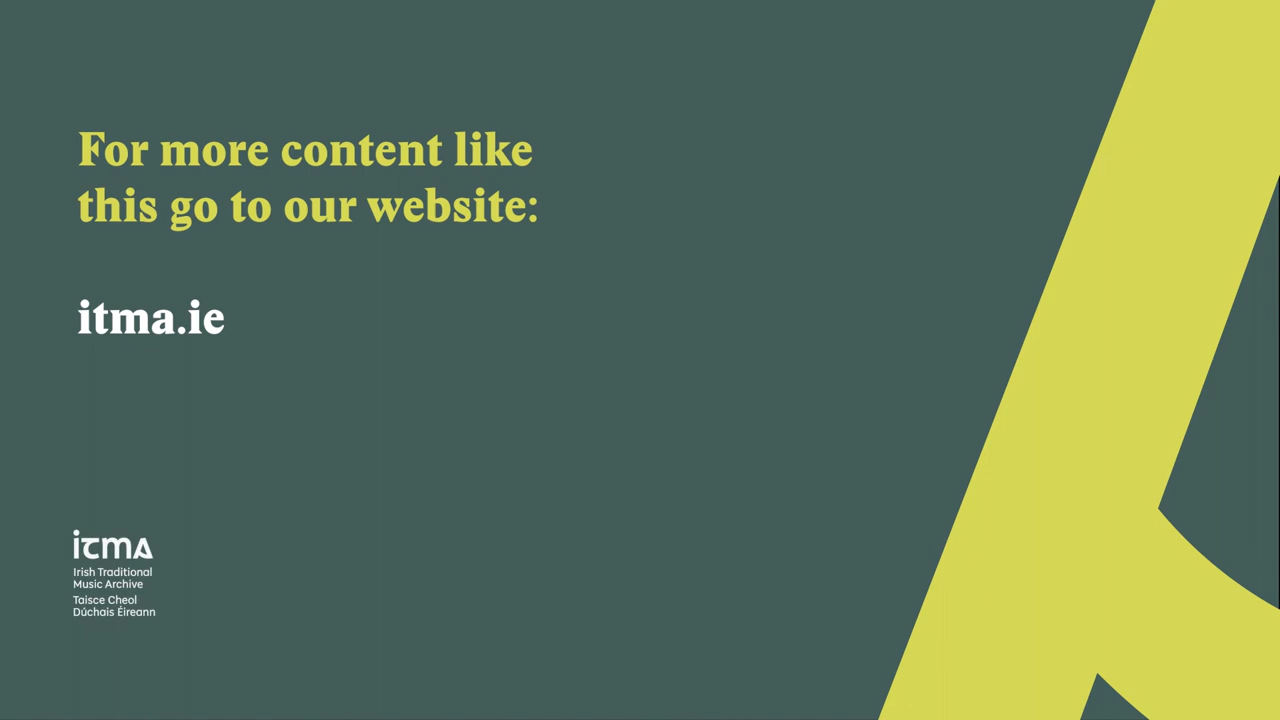 For more content like
this go to our website:
itma.ie
itma
Irish Traditional
Music Archive
Taisce Cheol
Dúchais Éireann